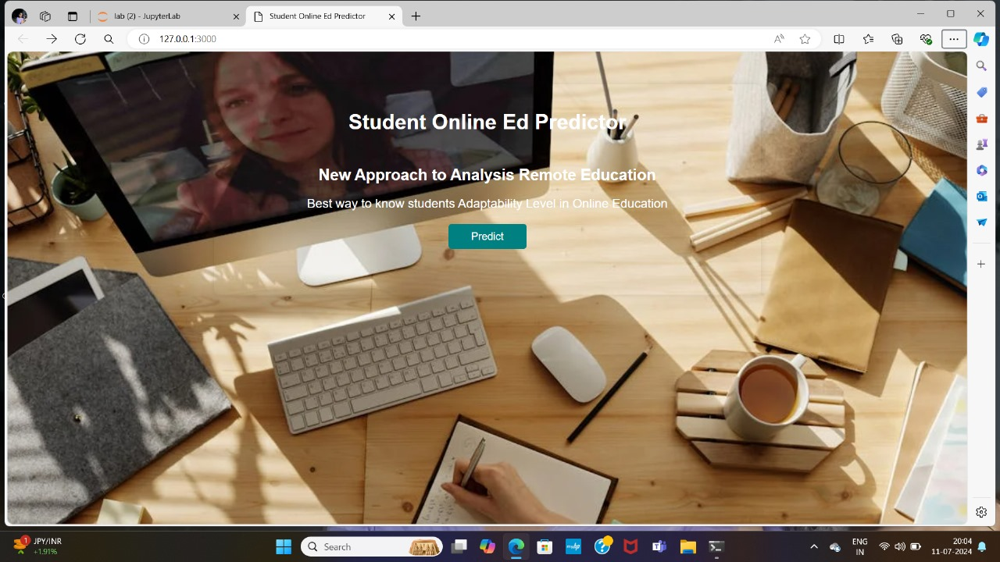 lab (2) - JupyterLab
Student Online Ed Predictor
127.0.0.1:3000
Student Online Ed Predictor
New Approach to Analysis Remote Education
Best way to know students Adaptability Level in Online Education
Predict
1
JPY/INR
+1.91%
Search
ENG
IN
20:04
11-07-2024